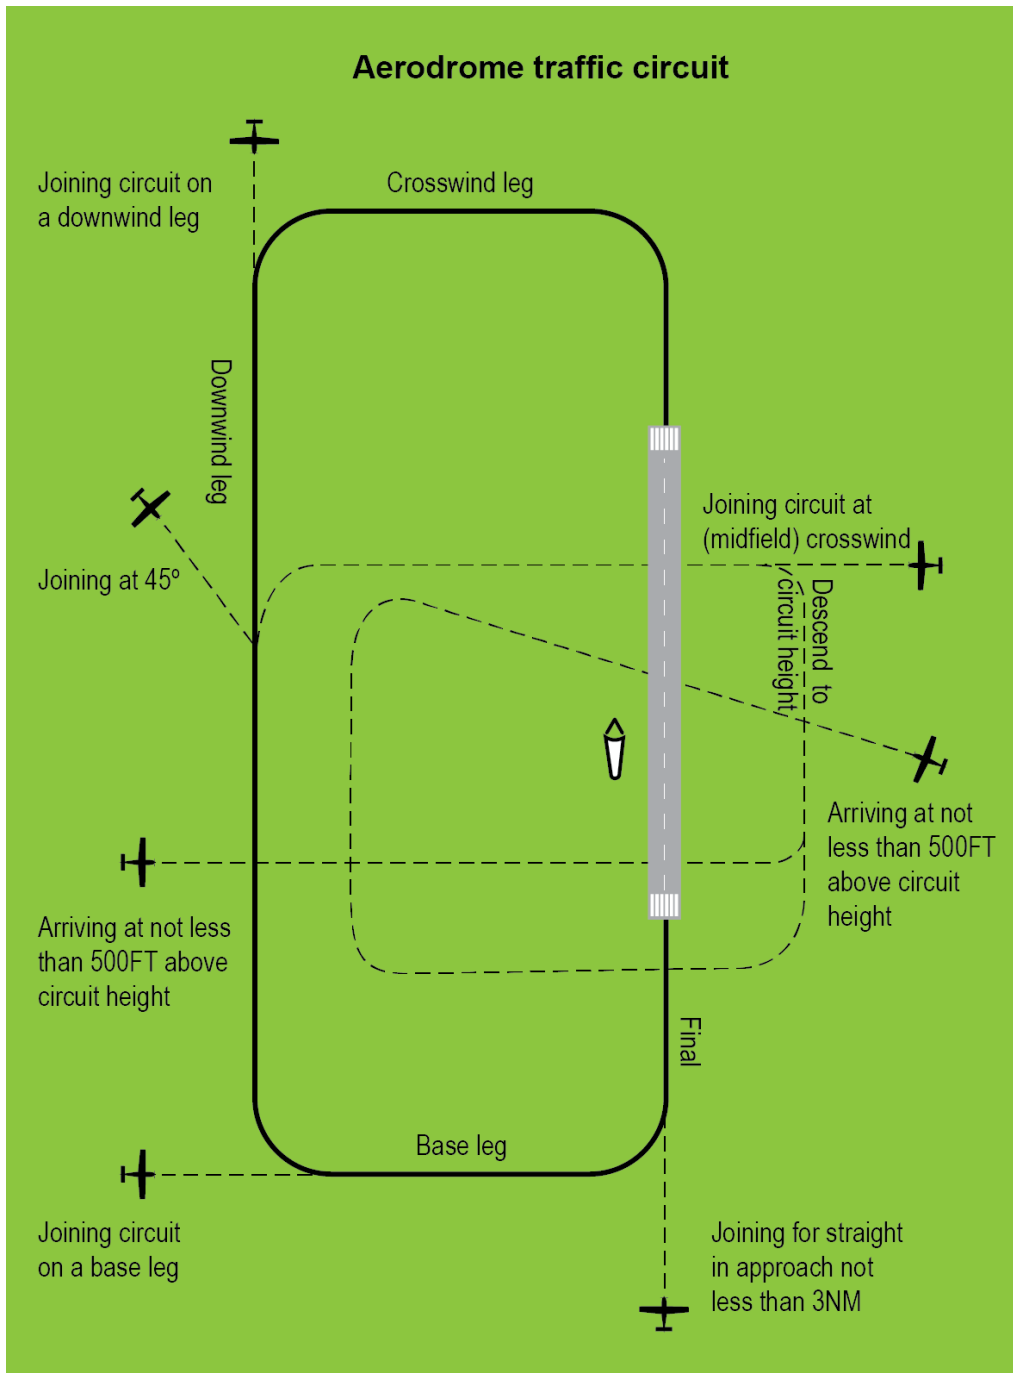 Aerodrome traffic circuit
Joining circuit on
a downwind leg
Crosswind leg
Downwind leg
Joining circuit at
(midfield) crosswind
Joining at 45º
Descend to
circuit height
Arriving at not
less than 500FT
above circuit
height
Arriving at not less
than 500FT above
circuit height
Final
Base leg
Joining circuit
on a base leg
Joining for straight
in approach not
less than 3NM